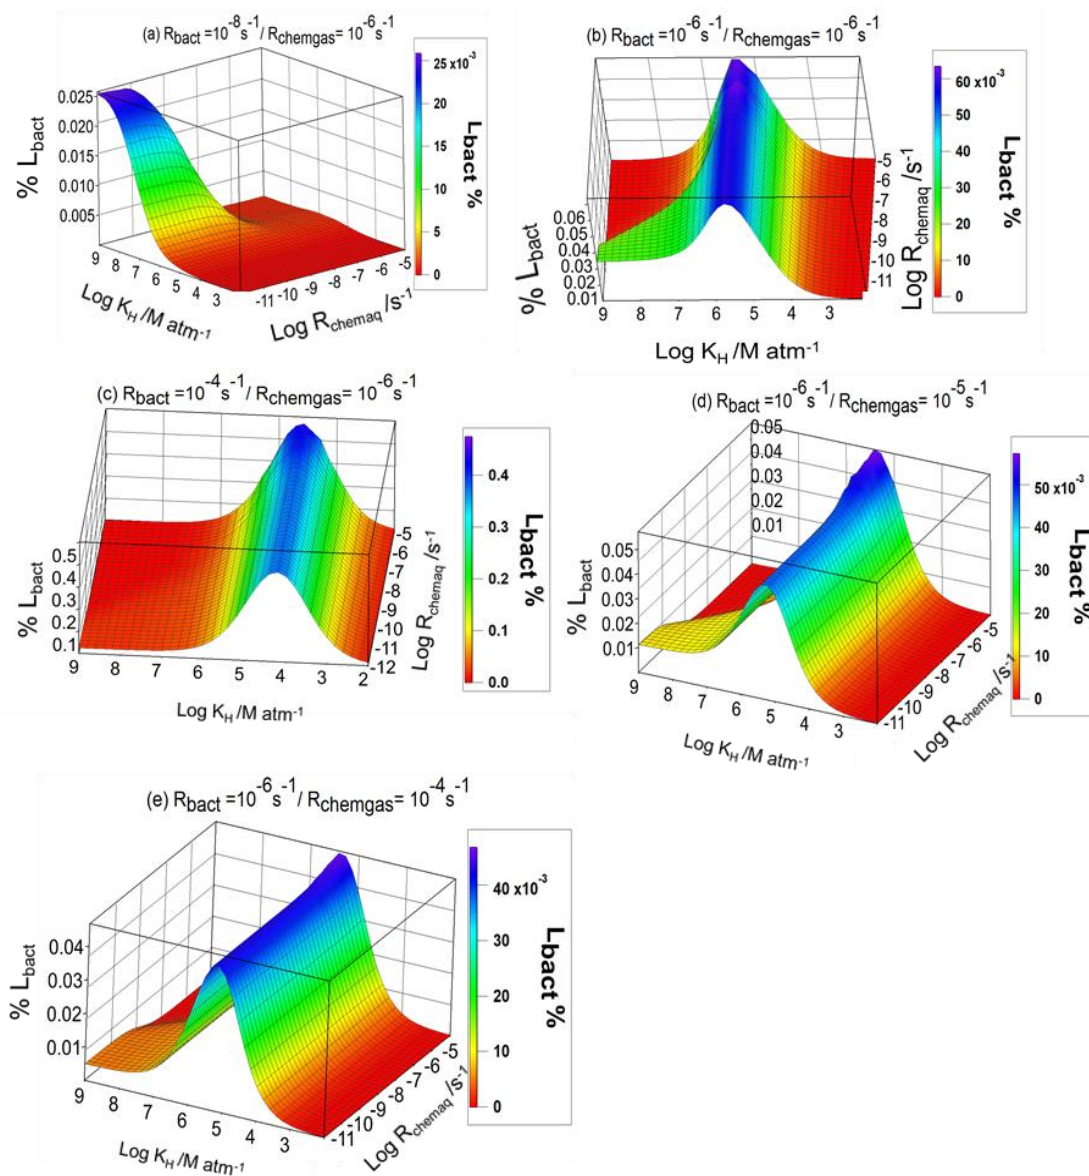 (a) Rbact =10-8s-1/ Rchemgas= 10-6s-1
25 x10-3
20
15
10
5
0
Lbact %
0.025
0.020
0.015
0.010
0.005
% Lbact
9 8 7 6 5 4 3
Log KH /M atm-1
-11 -10 -9 -8 -7 -6 -5
Log Rchemaq /s-1
(b) Rbact =10-6s-1/ Rchemgas= 10-6s-1
60 x10-3
50
40
30
20
10
0
Lbact %
0.06
0.05
0.04
0.03
0.02
0.01
% Lbact
9 8 7 6 5 4 3
Log KH /M atm-1
-5
-6
-7
-8
-9
-10
-11
Log Rchemaq /s-1
(c) Rbact =10-4s-1/ Rchemgas= 10-6s-1
0.4
0.3
0.2
0.1
0.0
Lbact %
0.5
0.4
0.3
0.2
0.1
% Lbact
9 8 7 6 5 4 3 2
Log KH /M atm-1
-5
-6
-7
-8
-9
-10
-11
-12
Log Rchemaq /s-1
(d) Rbact =10-6s-1/ Rchemgas= 10-5s-1
50 x10-3
40
30
20
10
0
Lbact %
0.05
0.04
0.03
0.02
0.01
0.05
0.04
0.03
0.02
0.01
% Lbact
9 8 7 6 5 4 3
Log KH /M atm-1
-11 -10 -9 -8 -7 -6 -5
Log Rchemaq /s-1
(e) Rbact =10-6s-1/ Rchemgas= 10-4s-1
40 x10-3
30
20
10
0
Lbact %
0.04
0.03
0.02
0.01
% Lbact
9 8 7 6 5 4 3
Log KH /M atm-1
-11 -10 -9 -8 -7 -6 -5
Log Rchemaq /s-1